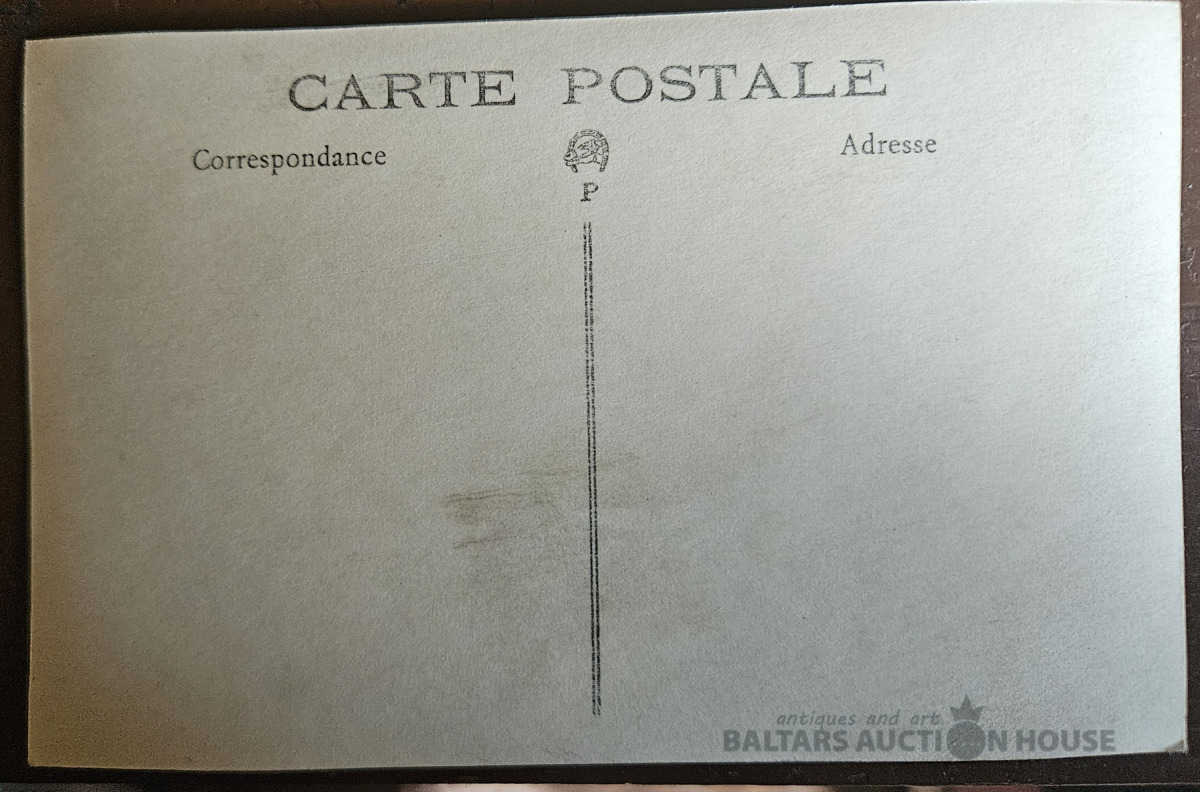 CARTE POSTALE
Correspondance
Adresse
P
antiques and art
BALTARS AUCTION HOUSE